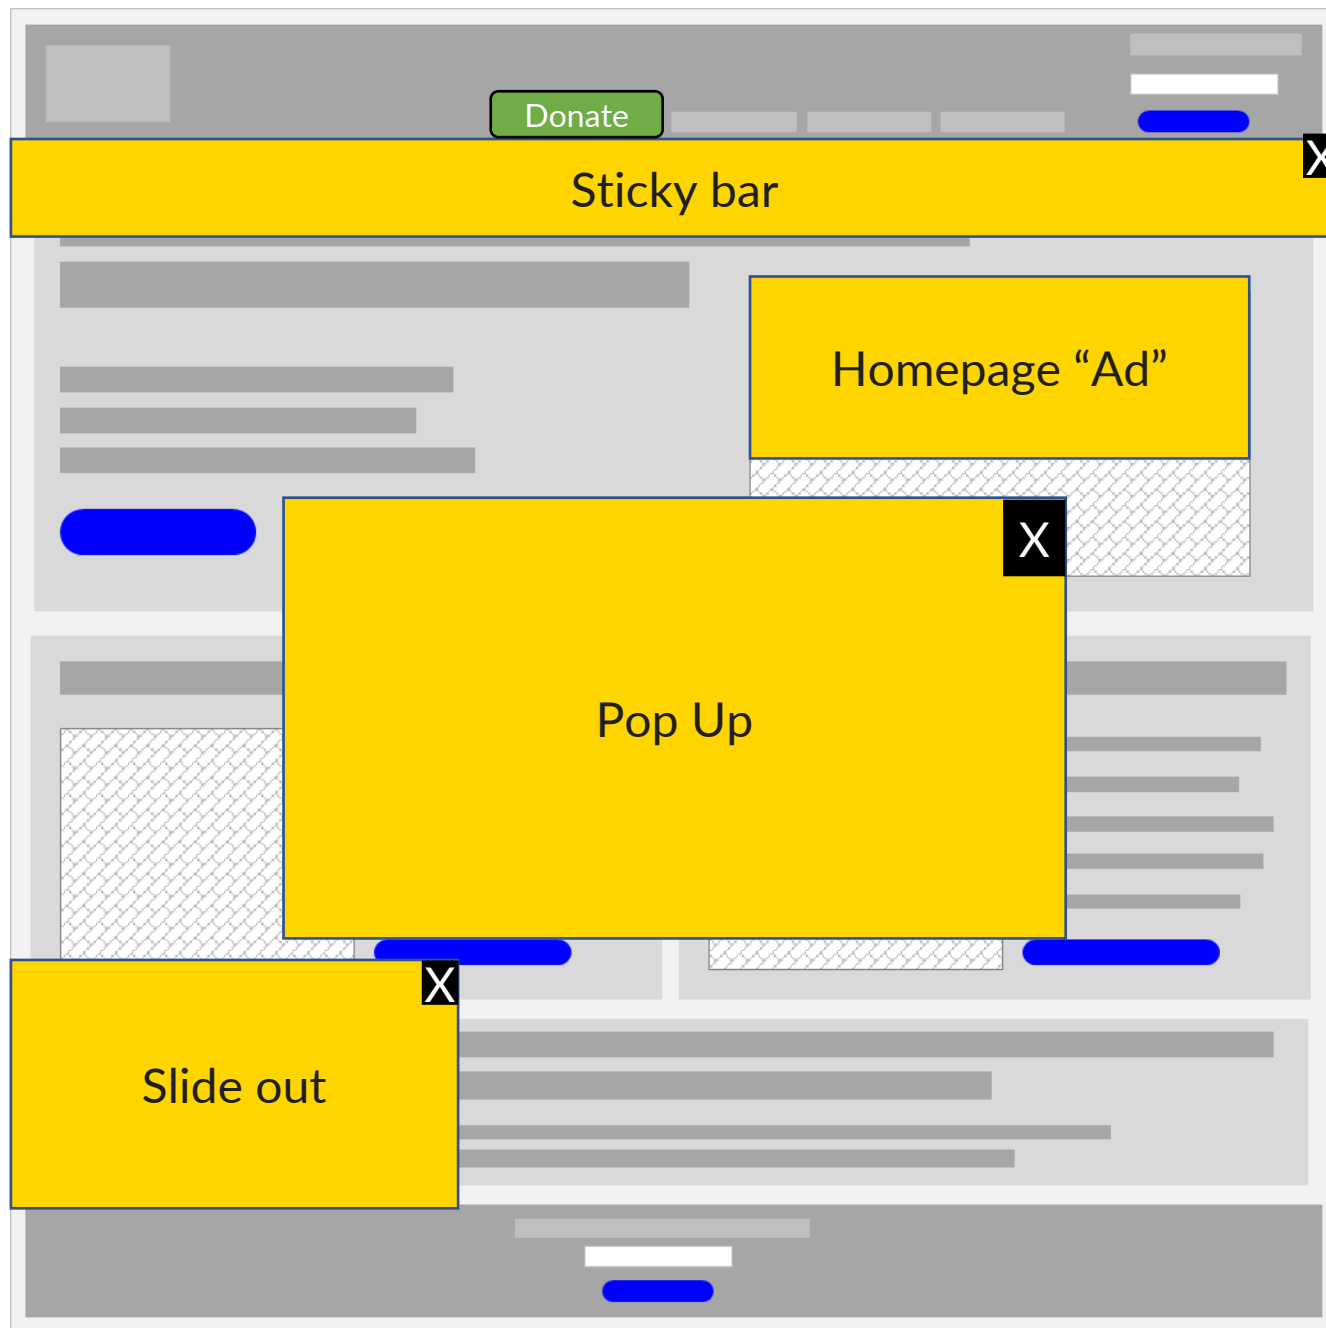 Donate
X
Sticky bar
Homepage “Ad”
X
Pop Up
X
Slide out